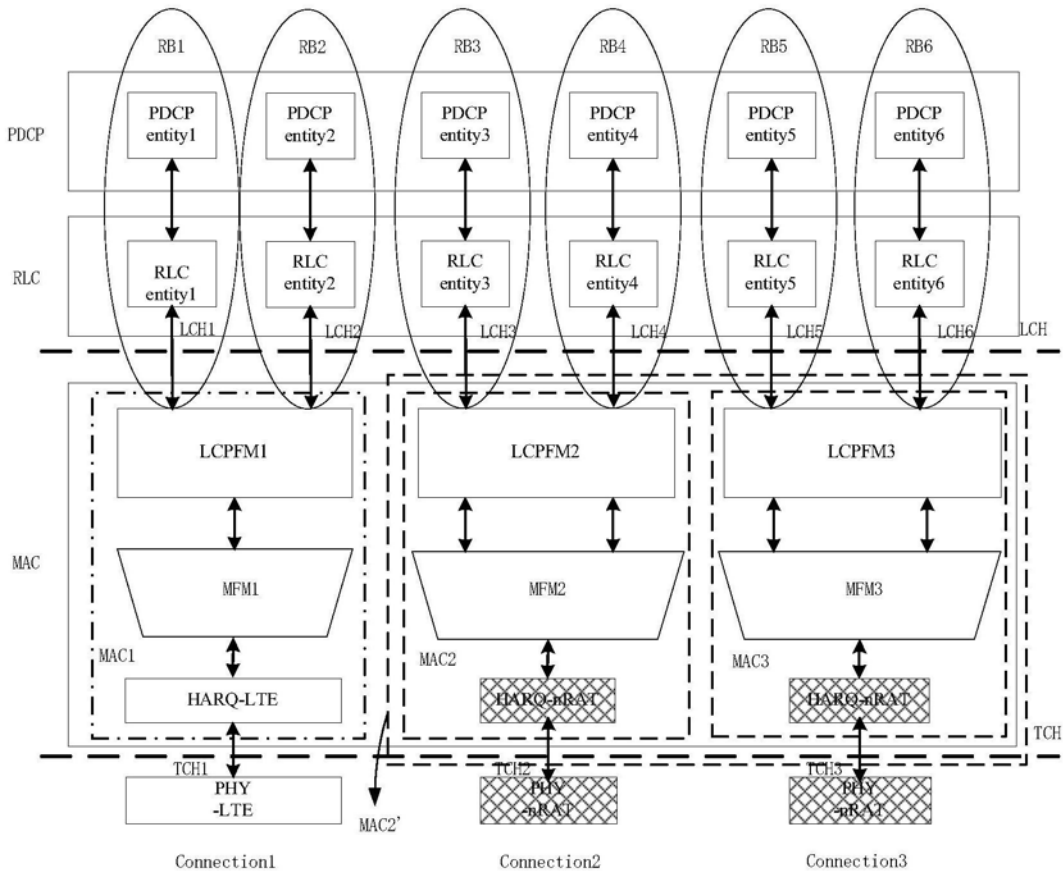 RB1 RB2 RB3 RB4 RB5 RB6
PDCP
PDCP entity1
PDCP entity2
PDCP entity3
PDCP entity4
PDCP entity5
PDCP entity6
RLC
RLC entity1
RLC entity2
RLC entity3
RLC entity4
RLC entity5
RLC entity6
LCH1 LCH2 LCH3 LCH4 LCH5 LCH6 LCH
LCPFM1 LCPFM2 LCPFM3
MAC
MFM1 MFM2 MFM3
MAC1 MAC2 MAC3
HARQ-LTE HARQ-nRAT HARQ-nRAT
TCH
TCH1 TCH2 TCH3
PHY -LTE
PHY -nRAT
PHY -nRAT
MAC2'
Connection1 Connection2 Connection3